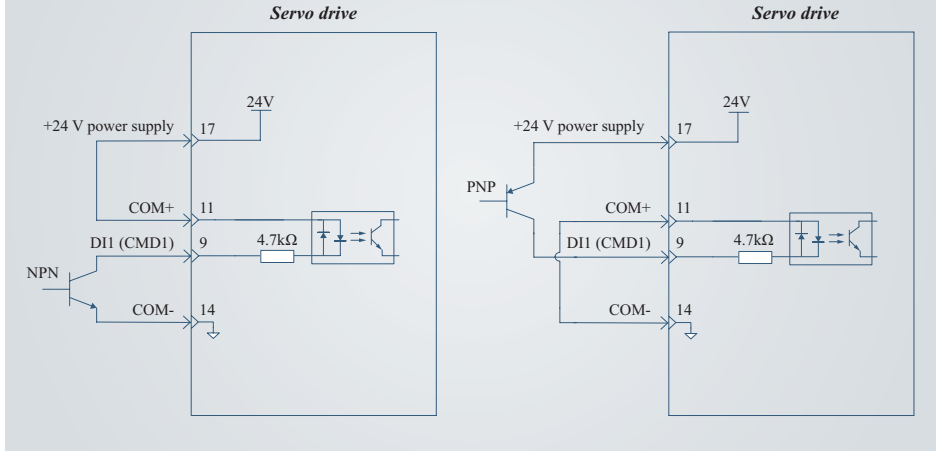 Servo drive
24V
+24 V power supply
17
COM+
11
DI1 (CMD1)
9
4.7kΩ
NPN
COM-
14
Servo drive
24V
+24 V power supply
17
PNP
COM+
11
DI1 (CMD1)
9
4.7kΩ
COM-
14